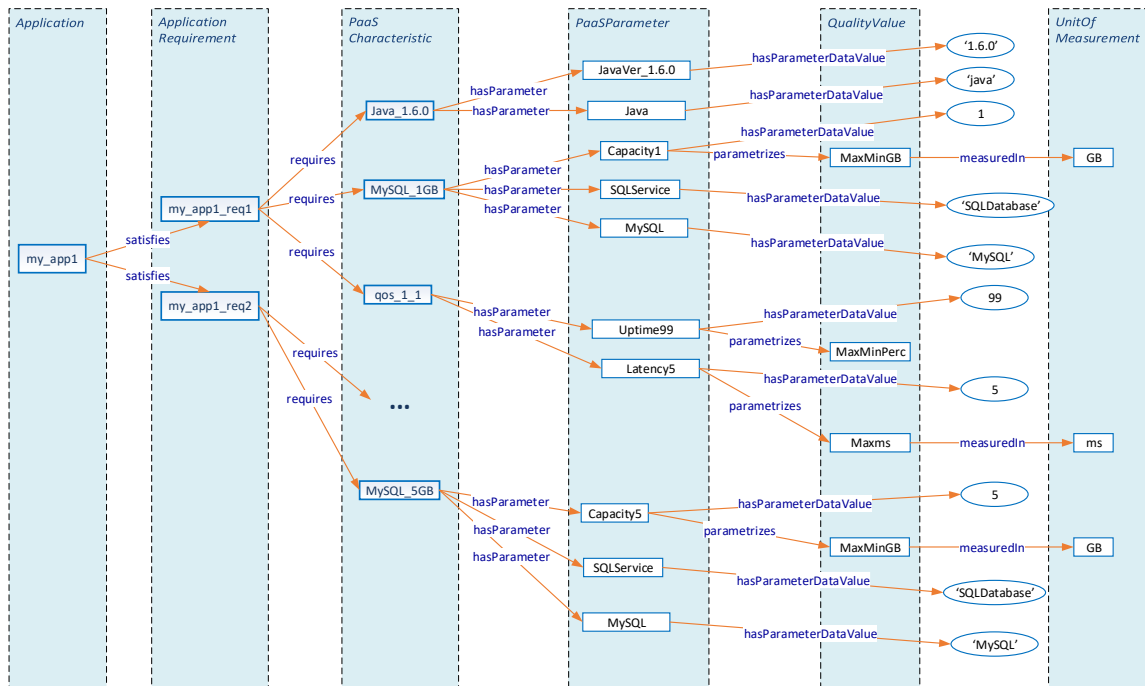 Application
Application
Requirement
PaaS
Characteristic
PaaSParameter
QualityValue
UnitOf
Measurement
'1.6.0'
hasParameterDataValue
JavaVer_1.6.0
'java'
hasParameter
hasParameterDataValue
Java_1.6.0
hasParameter
Java
1
hasParameterDataValue
requires
Capacity1
parametrizes
MaxMinGB
measuredIn
GB
hasParameter
MySQL_1GB
hasParameter
SQLService
requires
hasParameterDataValue
'SQLDatabase'
my_app1_req1
hasParameter
MySQL
satisfies
hasParameterDataValue
requires
my_app1
'MySQL'
satisfies
qos_1_1
99
my_app1_req2
hasParameter
hasParameterDataValue
hasParameter
Uptime99
parametrizes
requires
MaxMinPerc
Latency5
hasParameterDataValue
5
requires
parametrizes
...
Maxms
measuredIn
ms
MySQL_5GB
5
hasParameter
hasParameterDataValue
Capacity5
hasParameter
parametrizes
MaxMinGB
measuredIn
GB
hasParameter
SQLService
hasParameterDataValue
'SQLDatabase'
MySQL
hasParameterDataValue
'MySQL'